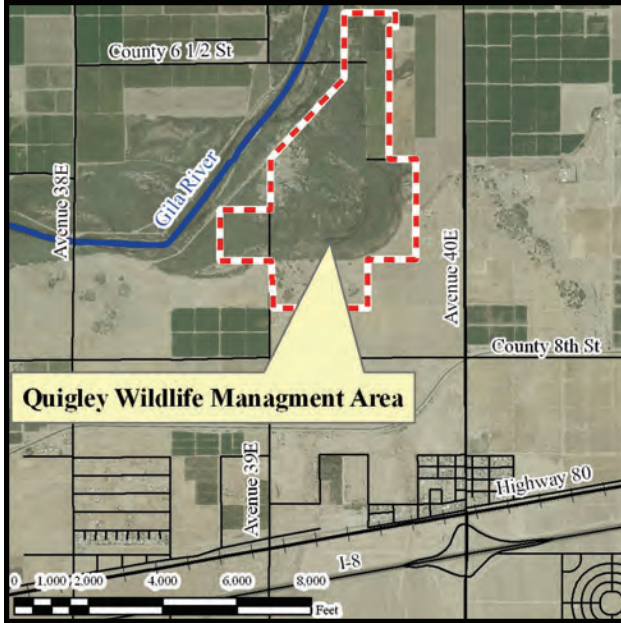 County 6 1/2 St
Gila River
Avenue 38E
Avenue 40E
County 8th St
Quigley Wildlife Managment Area
Avenue 39E
Highway 80
I-8
0 1,000 2,000 4,000 6,000 8,000
Feet